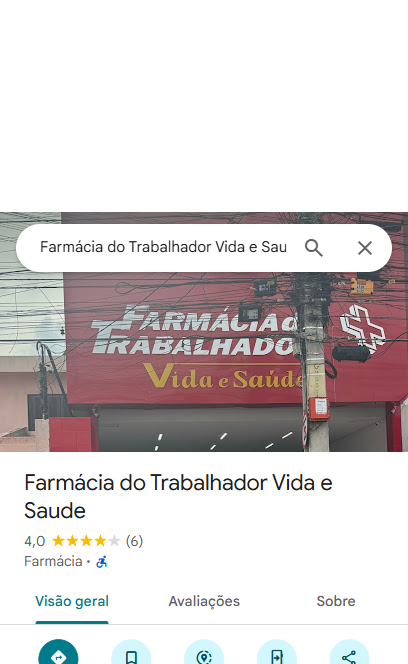 Farmácia do Trabalhador Vida e Sau
FARMÁCIA d
TRABALHADO
Vida e Saúde
Farmácia do Trabalhador Vida e
Saude
4,0 (6)
Farmácia ·
Visão geral Avaliações Sobre